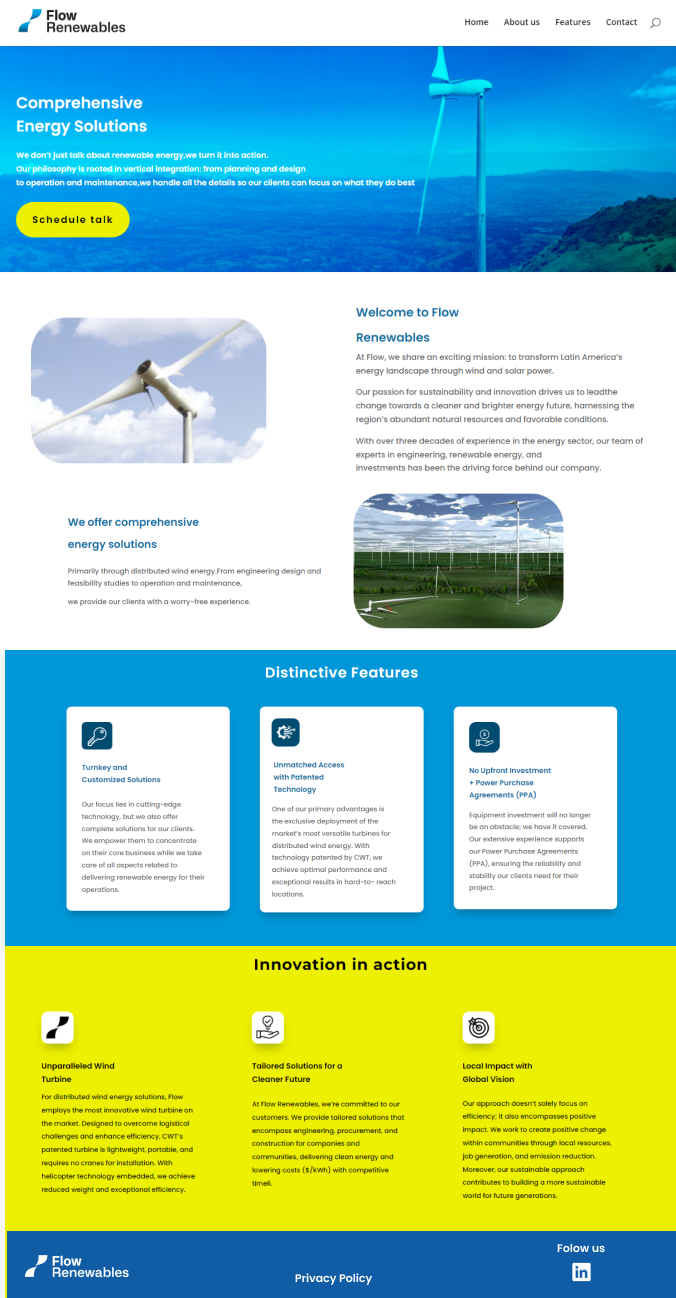 Flow
Renewables
Home About us Features Contact
Comprehensive
Energy Solutions
We don't just talk about renewable energy,we turn it into action.
Our philosophy is rooted in vertical integration: from planning and design
to operation and maintenance,we handle all the details so our clients can focus on what they do best
Schedule talk
Welcome to Flow
Renewables
At Flow, we share an exciting mission: to transform Latin America's
energy landscape through wind and solar power.
Our passion for sustainability and innovation drives us to leadthe
change towards a cleaner and brighter energy future, harnessing the
region's abundant natural resources and favorable conditions.
With over three decades of experience in the energy sector, our team of
experts in engineering, renewable energy, and
investments has been the driving force behind our company.
We offer comprehensive
energy solutions
Primarily through distributed wind energy.From engineering design and
feasibility studies to operation and maintenance,
we provide our clients with a worry-free experience.
Distinctive Features
Turnkey and
Customized Solutions
Our focus lies in cutting-edge
technology, but we also offer
complete solutions for our clients.
We empower them to concentrate
on their core business while we take
care of all aspects related to
delivering renewable energy for their
operations.
Unmatched Access
with Patented
Technology
One of our primary advantages is
the exclusive deployment of the
market's most versatile turbines for
distributed wind energy. With
technology patented by CWT, we
achieve optimal performance and
exceptional results in hard-to- reach
locations.
No Upfront Investment
+ Power Purchase
Agreements (PPA)
Equipment investment will no longer
be an obstacle; we have it covered.
Our extensive experience supports
our Power Purchase Agreements
(PPA), ensuring the reliability and
stability our clients need for their
project.
Innovation in action
Unparalleled Wind
Turbine
For distributed wind energy solutions, Flow
employs the most innovative wind turbine on
the market. Designed to overcome logistical
challenges and enhance efficiency, CWT's
patented turbine is lightweight, portable, and
requires no cranes for installation. With
helicopter technology embedded, we achieve
reduced weight and exceptional efficiency.
Tailored Solutions for a
Cleaner Future
At Flow Renewables, we're committed to our
customers. We provide tailored solutions that
encompass engineering, procurement, and
construction for companies and
communities, delivering clean energy and
lowering costs ($/kWh) with competitive
timeli.
Local Impact with
Global Vision
Our approach doesn't solely focus on
efficiency; it also encompasses positive
impact. We work to create positive change
within communities through local resources,
job generation, and emission reduction.
Moreover, our sustainable approach
contributes to building a more sustainable
world for future generations.
Flow
Renewables
Privacy Policy
Folow us
in